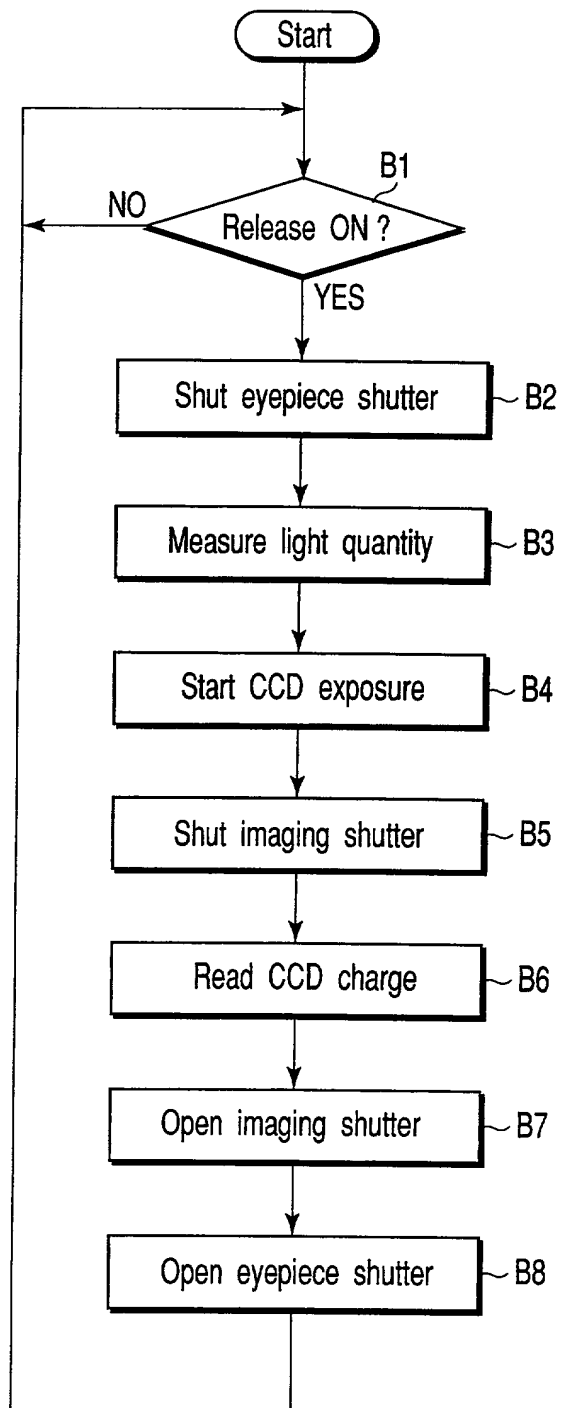 Start
B1
NO
Release ON ?
YES
Shut eyepiece shutter
B2
Measure light quantity
B3
Start CCD exposure
B4
Shut imaging shutter
B5
Read CCD charge
B6
Open imaging shutter
B7
Open eyepiece shutter
B8